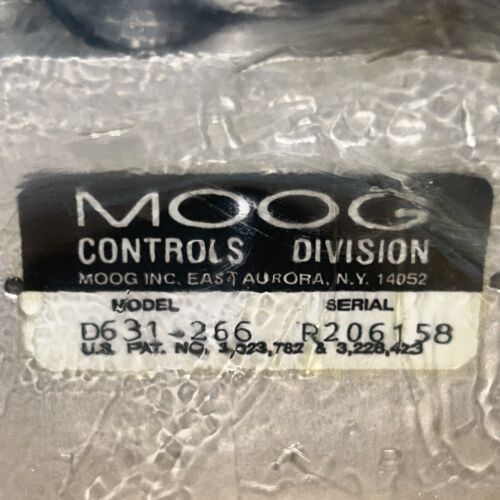 MOOG
CONTROLS DIVISION
MOOG INC. EAST AURORA, N.Y. 14052
MODEL SERIAL
D631-266 R206158
U.S. PAT. NO. 3,023,782 & 3,228,423